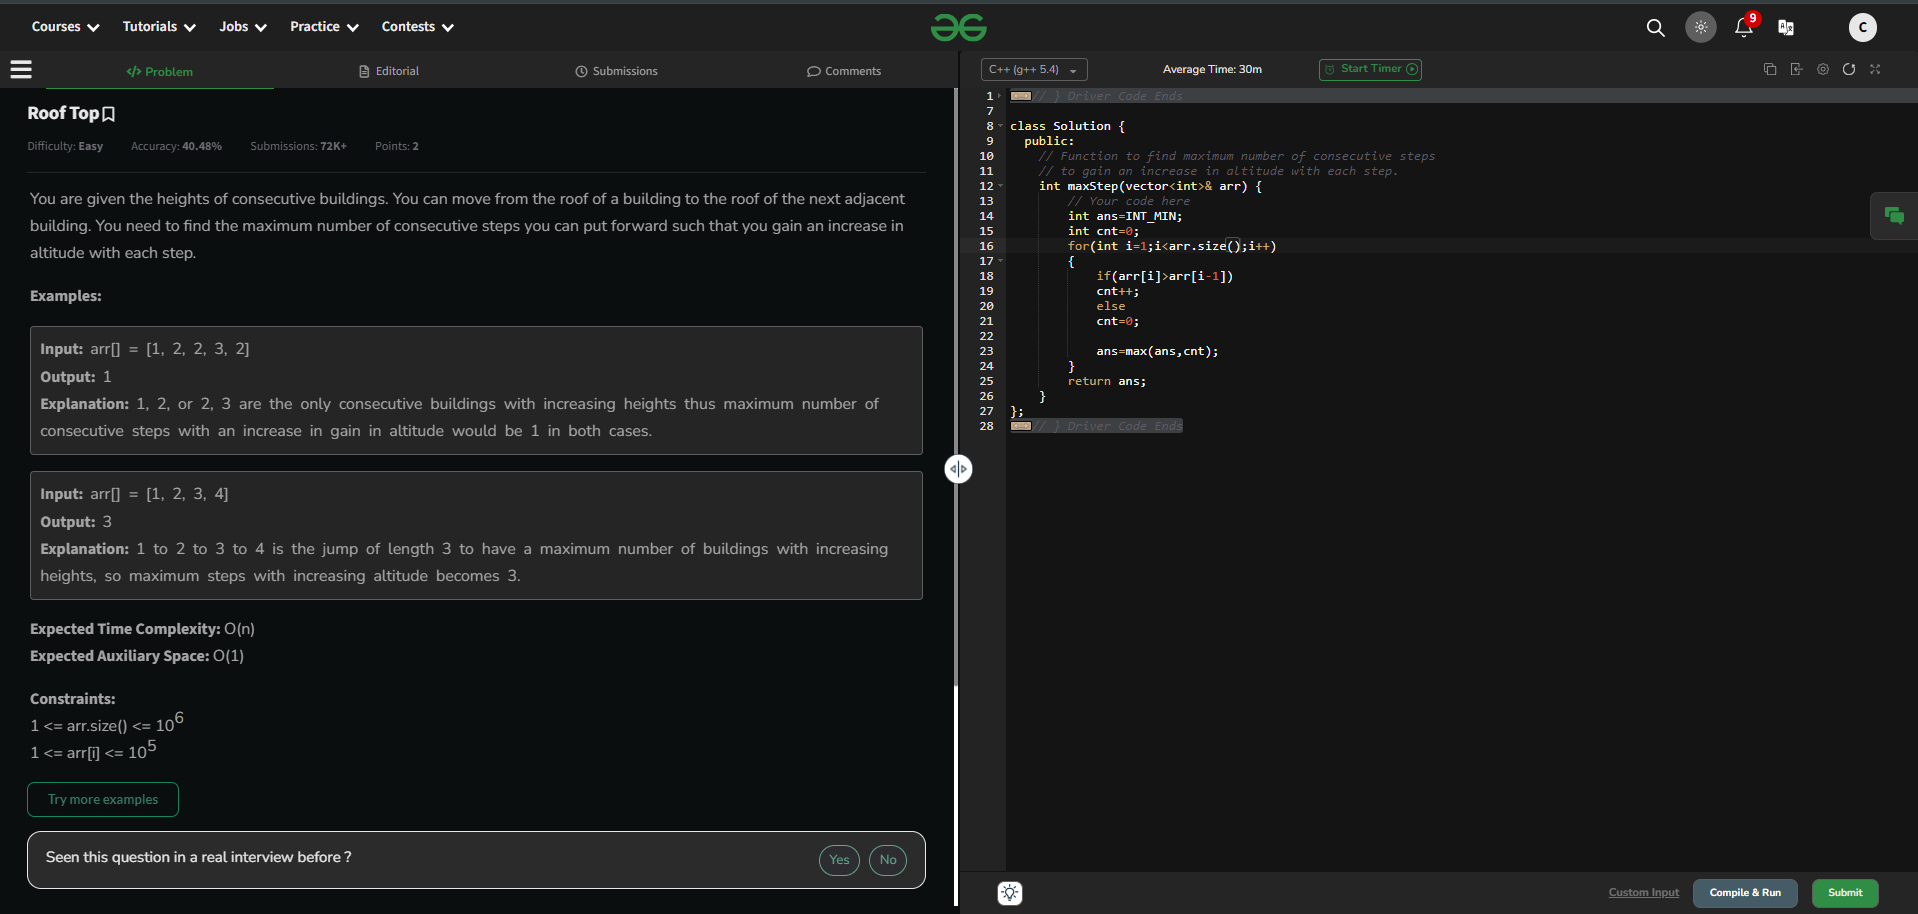 Courses Tutorials Jobs Practice Contests
9
C
Problem Editorial Submissions Comments
Roof Top
Difficulty: Easy Accuracy: 40.48% Submissions: 72K+ Points: 2
You are given the heights of consecutive buildings. You can move from the roof of a building to the roof of the next adjacent
building. You need to find the maximum number of consecutive steps you can put forward such that you gain an increase in
altitude with each step.
Examples:
Input: arr[] = [1, 2, 2, 3, 2]
Output: 1
Explanation: 1, 2, or 2, 3 are the only consecutive buildings with increasing heights thus maximum number of
consecutive steps with an increase in gain in altitude would be 1 in both cases.
Input: arr[] = [1, 2, 3, 4]
Output: 3
Explanation: 1 to 2 to 3 to 4 is the jump of length 3 to have a maximum number of buildings with increasing
heights, so maximum steps with increasing altitude becomes 3.
Expected Time Complexity: O(n)
Expected Auxiliary Space: O(1)
Constraints:
1 <= arr.size() <= 10^6
1 <= arr[i] <= 10^5
Try more examples
Seen this question in a real interview before ? Yes No
C++ (g++ 5.4) Average Time: 30m Start Timer
1 // } Driver Code Ends
7
8 class Solution {
9 public:
10 // Function to find maximum number of consecutive steps
11 // to gain an increase in altitude with each step.
12 int maxStep(vector<int>& arr) {
13 // Your code here
14 int ans=INT_MIN;
15 int cnt=0;
16 for(int i=1;i<arr.size();i++)
17 {
18 if(arr[i]>arr[i-1])
19 cnt++;
20 else
21 cnt=0;
22
23 ans=max(ans,cnt);
24 }
25 return ans;
26 }
27 };
28 // } Driver Code Ends
Custom Input Compile & Run Submit